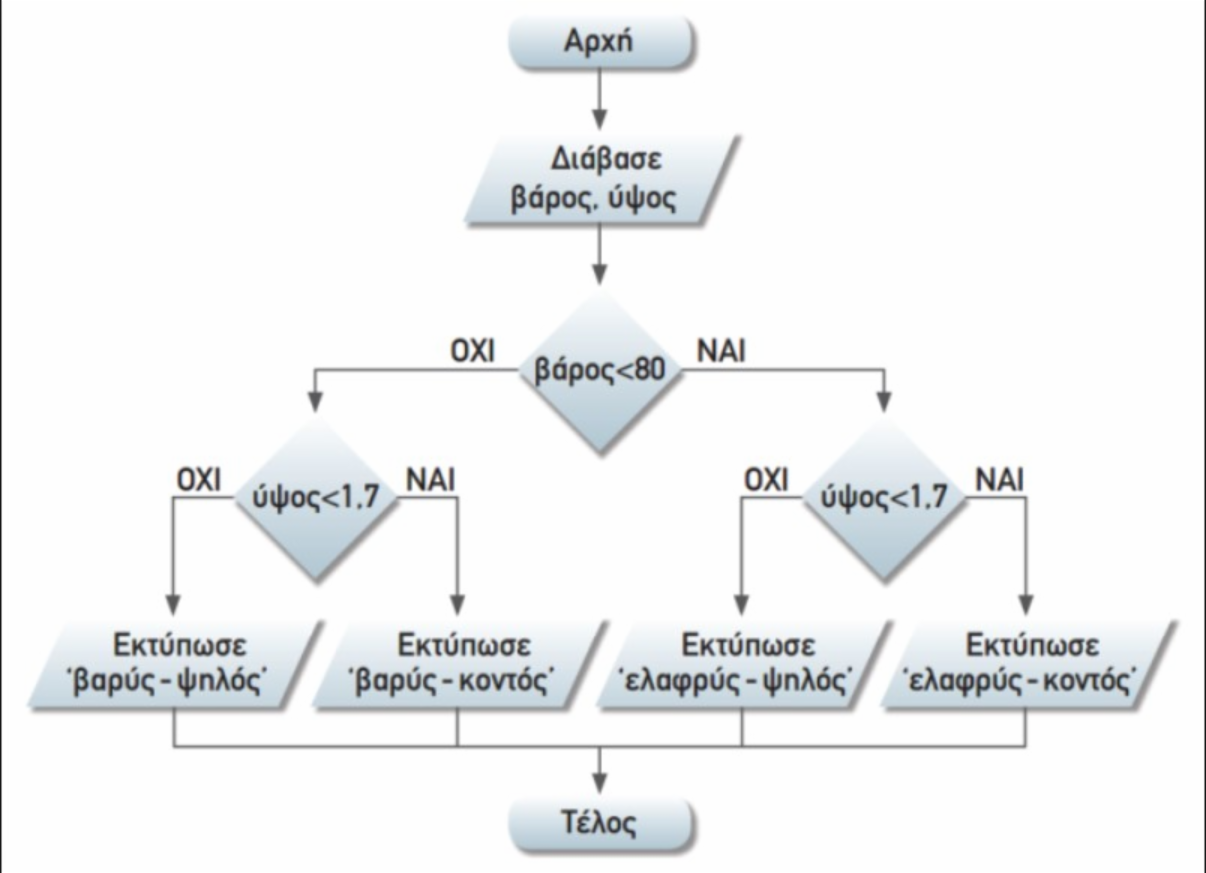 Αρχή
Διάβασε
βάρος, ύψος
ΟΧΙ
βάρος<80
ΝΑΙ
ΟΧΙ
ύψος<1,7
ΝΑΙ
ΟΧΙ
ύψος<1,7
ΝΑΙ
Εκτύπωσε
'βαρύς - ψηλός'
Εκτύπωσε
'βαρύς - κοντός'
Εκτύπωσε
'ελαφρύς - ψηλός'
Εκτύπωσε
'ελαφρύς - κοντός'
Τέλος